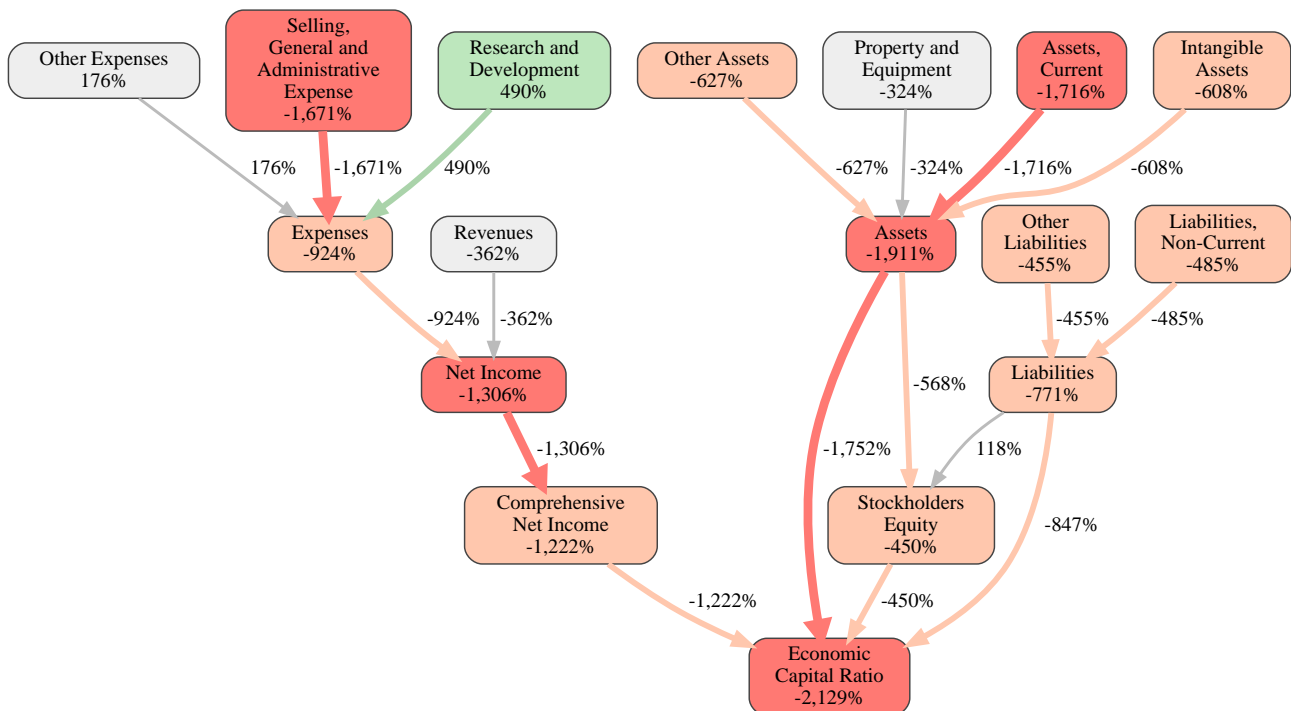 Other Expenses
176%
Selling,
General and
Administrative
Expense
-1,671%
Research and
Development
490%
Other Assets
-627%
Property and
Equipment
-324%
Assets,
Current
-1,716%
Intangible
Assets
-608%
176%
-1,671%
490%
-627%
-324%
-1,716%
-608%
Expenses
-924%
Revenues
-362%
Assets
-1,911%
Other
Liabilities
-455%
Liabilities,
Non-Current
-485%
-924%
-362%
-455%
-485%
Net Income
-1,306%
-568%
Liabilities
-771%
-1,306%
-1,752%
118%
Comprehensive
Net Income
-1,222%
Stockholders
Equity
-450%
-847%
-1,222%
-450%
Economic
Capital Ratio
-2,129%